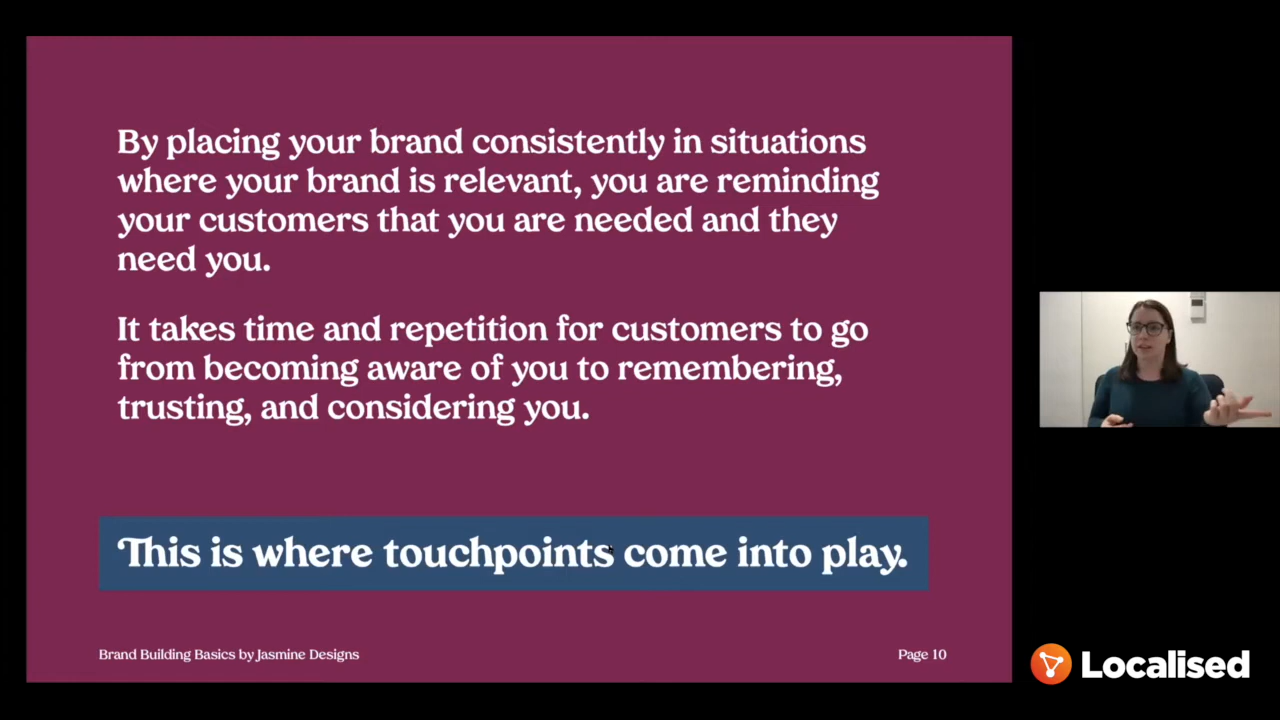 By placing your brand consistently in situations
where your brand is relevant, you are reminding
your customers that you are needed and they
need you.
It takes time and repetition for customers to go
from becoming aware of you to remembering,
trusting, and considering you.
This is where touchpoints come into play.
Brand Building Basics by Jasmine Designs
Page 10
Localised